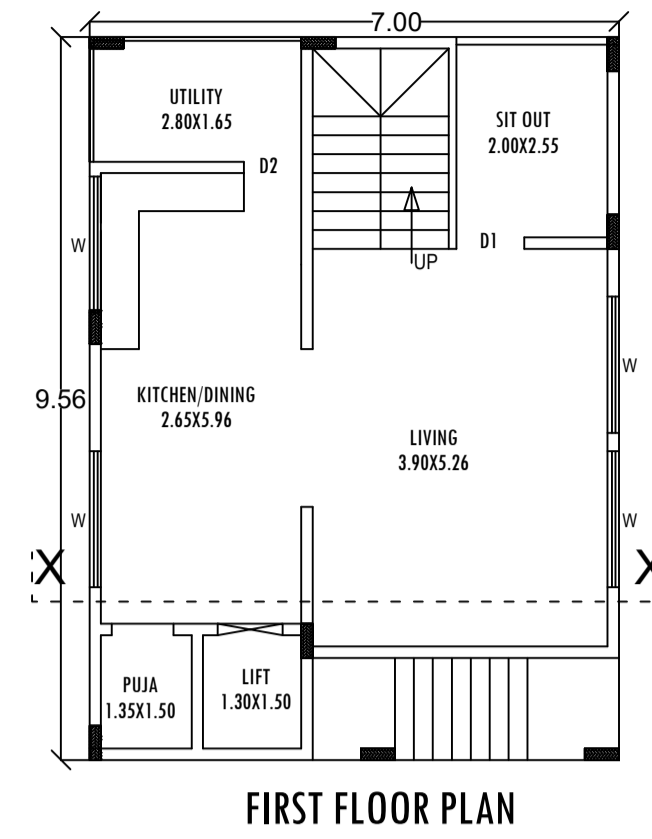 7.00
UTILITY
2.80X1.65
SIT OUT
2.00X2.55
D2
D1
W
UP
9.56
KITCHEN/DINING
2.65X5.96
W
LIVING
3.90X5.26
W
W
X
X
PUJA
1.35X1.50
LIFT
1.30X1.50
FIRST FLOOR PLAN